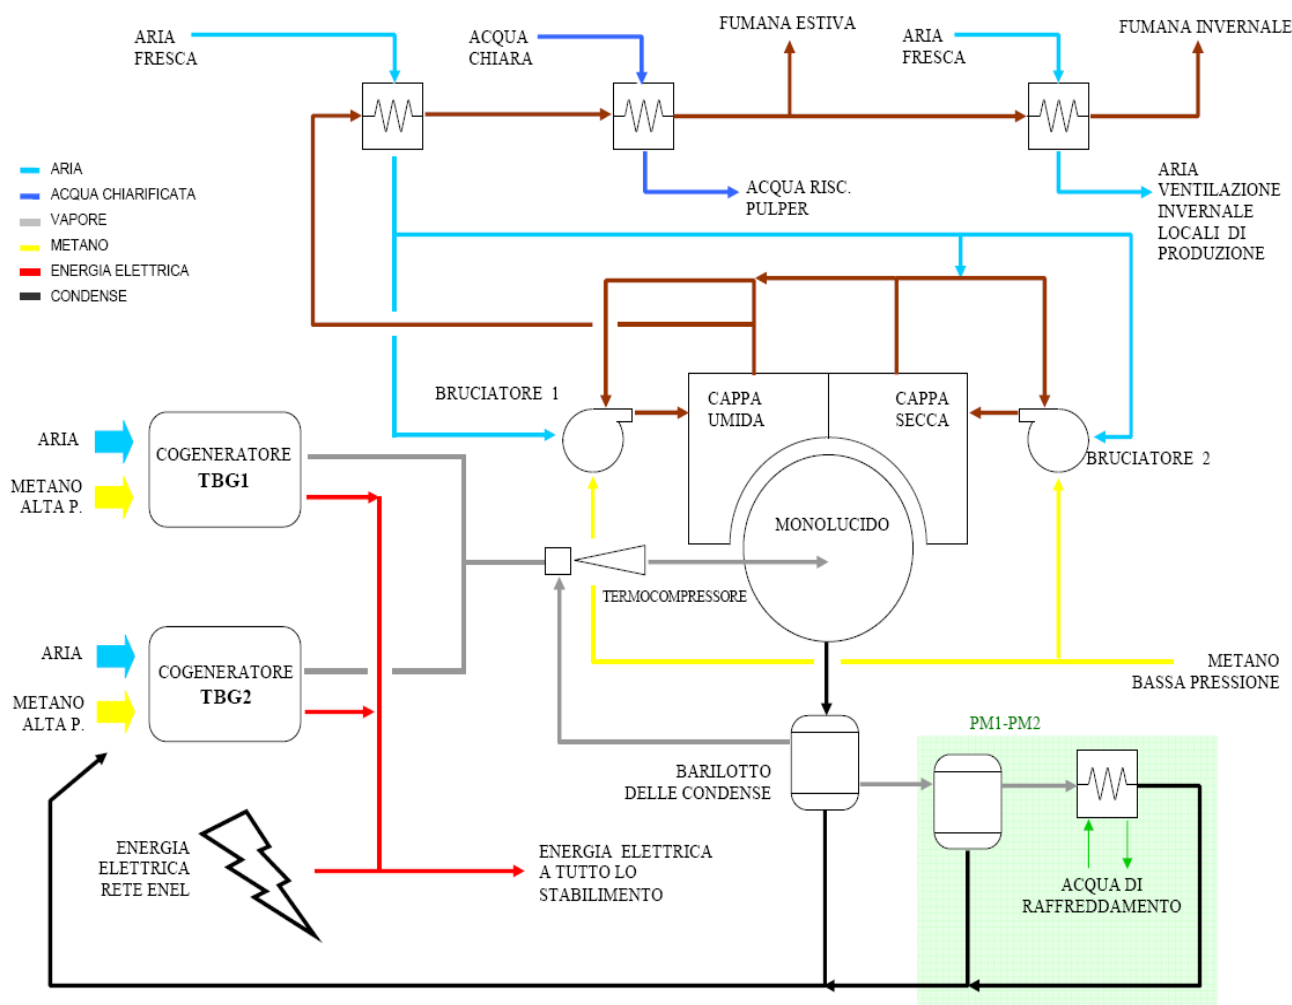 ARIA
FRESCA
ACQUA
CHIARA
FUMANA ESTIVA
ARIA
FRESCA
FUMANA INVERNALE
ARIA
ACQUA CHIARIFICATA
VAPORE
METANO
ENERGIA ELETTRICA
CONDENSE
ACQUA RISC.
PULPER
ARIA
VENTILAZIONE
INVERNALE
LOCALI DI
PRODUZIONE
BRUCIATORE 1
CAPPA
UMIDA
CAPPA
SECCA
BRUCIATORE 2
ARIA
METANO
ALTA P.
COGENERATORE
TBG1
MONOLUCIDO
TERMOCOMPRESSORE
ARIA
METANO
ALTA P.
COGENERATORE
TBG2
METANO
BASSA PRESSIONE
PM1-PM2
BARILOTTO
DELLE CONDENSE
ENERGIA
ELETTRICA
RETE ENEL
ENERGIA ELETTRICA
A TUTTO LO
STABILIMENTO
ACQUA DI
RAFFREDDAMENTO